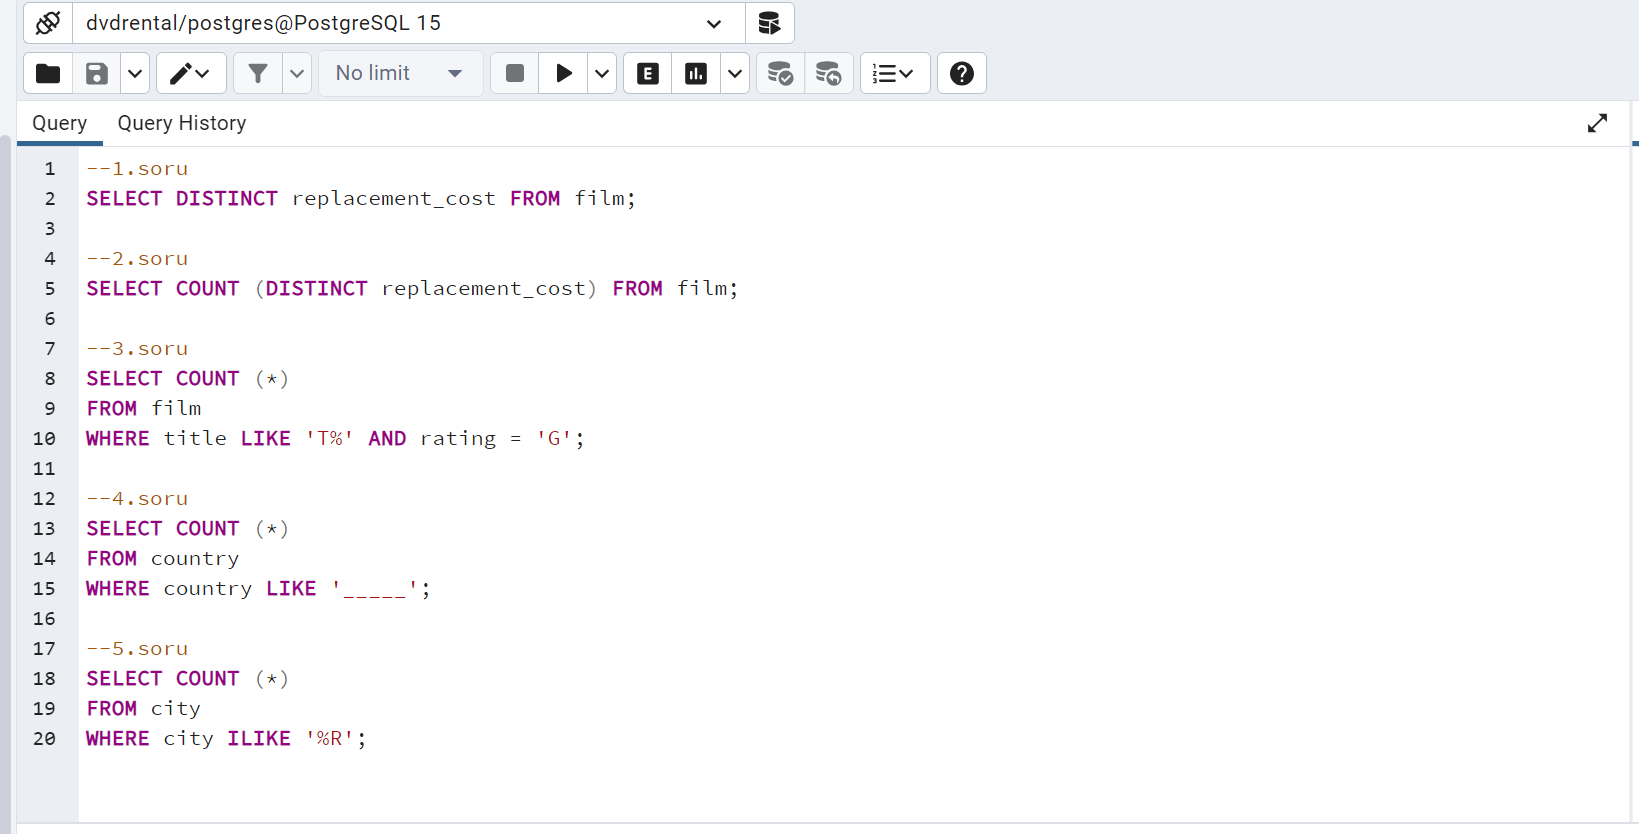 dvdrental/postgres@PostgreSQL 15
No limit
E
Query Query History
1 --1.soru
2 SELECT DISTINCT replacement_cost FROM film;
3
4 --2.soru
5 SELECT COUNT (DISTINCT replacement_cost) FROM film;
6
7 --3.soru
8 SELECT COUNT (*)
9 FROM film
10 WHERE title LIKE 'T%' AND rating = 'G';
11
12 --4.soru
13 SELECT COUNT (*)
14 FROM country
15 WHERE country LIKE '_____';
16
17 --5.soru
18 SELECT COUNT (*)
19 FROM city
20 WHERE city ILIKE '%R';